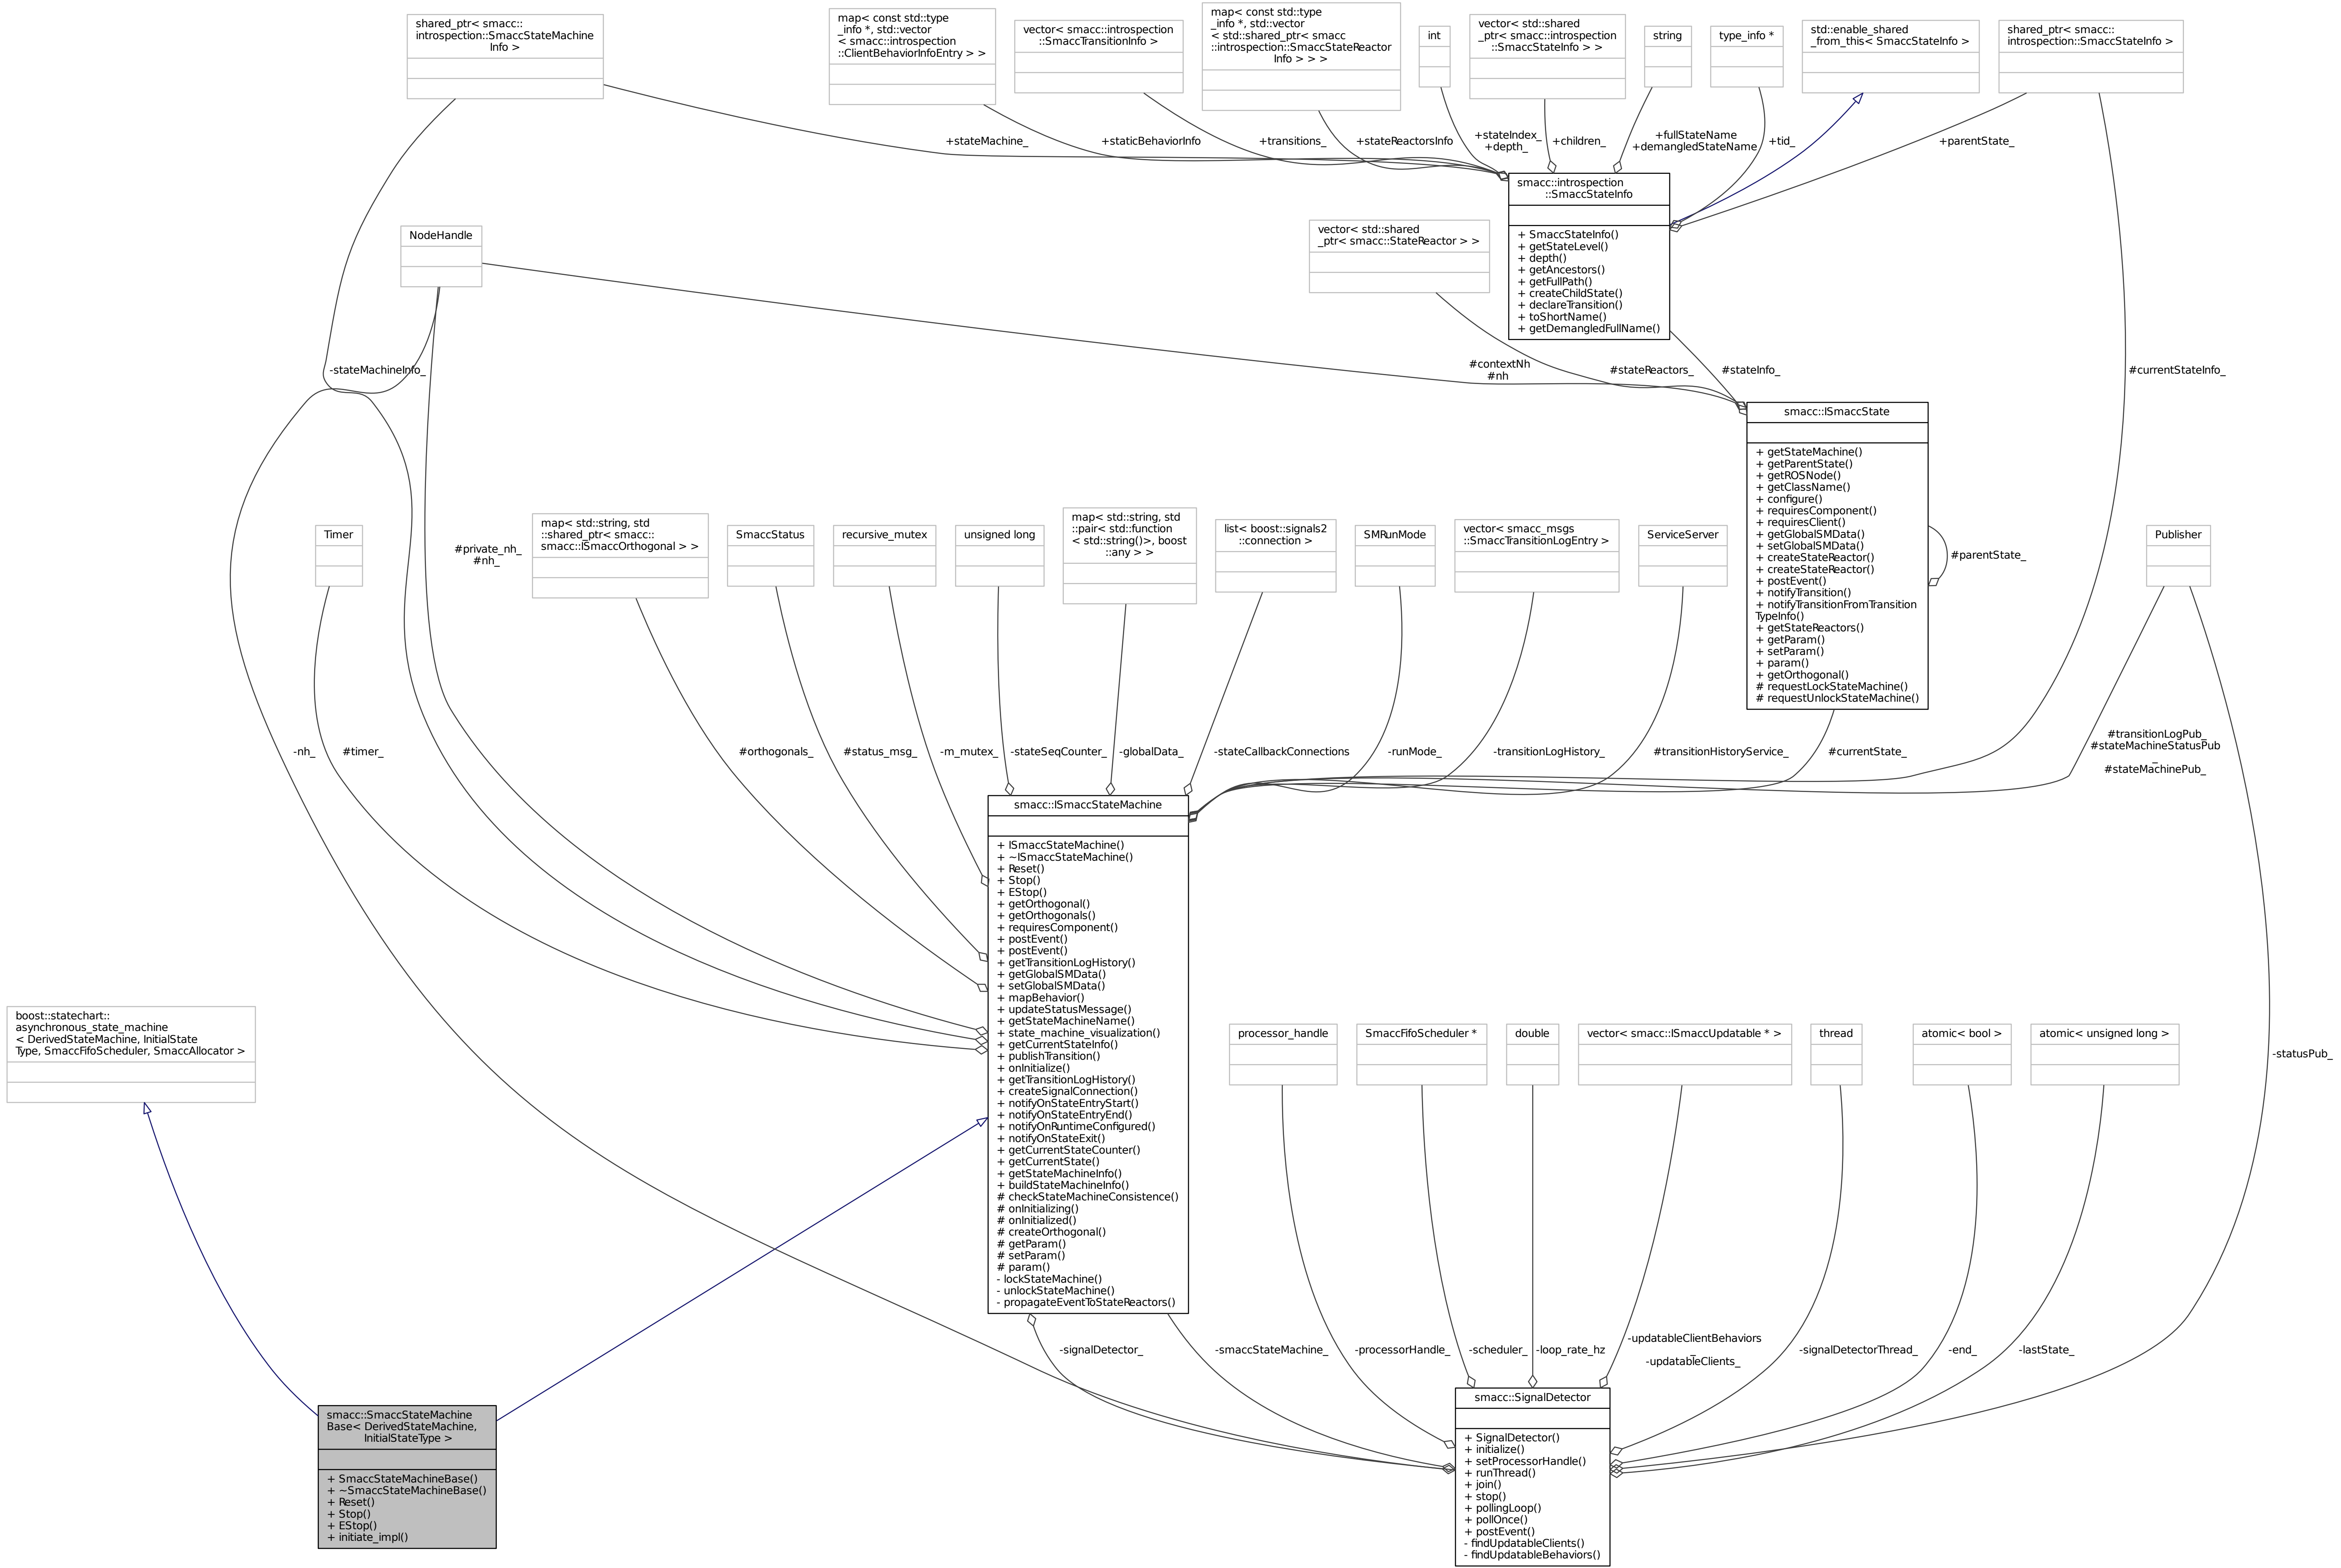 shared_ptr< smacc::
introspection::SmaccStateMachine
Info >
map< const std::type
_info *, std::vector
< smacc::introspection
::ClientBehaviorInfoEntry > >
vector< smacc::introspection
::SmaccTransitionInfo >
map< const std::type
_info *, std::vector
< std::shared_ptr< smacc
::introspection::SmaccStateReactor
Info > > >
int
vector< std::shared
_ptr< smacc::introspection
::SmaccStateInfo > >
string
type_info *
std::enable_shared
_from_this< SmaccStateInfo >
shared_ptr< smacc::
introspection::SmaccStateInfo >
+stateMachine_
+staticBehaviorInfo
+transitions_
+stateReactorsInfo
+stateIndex_
+depth_
+children_
+fullStateName
+demangledStateName
+tid_
+parentState_
smacc::introspection
::SmaccStateInfo
+ SmaccStateInfo()
+ getStateLevel()
+ depth()
+ getAncestors()
+ getFullPath()
+ createChildState()
+ declareTransition()
+ toShortName()
+ getDemangledFullName()
NodeHandle
vector< std::shared
_ptr< smacc::StateReactor > >
-stateMachineInfo_
#contextNh
#nh
#stateReactors_
#stateInfo_
#currentStateInfo_
smacc::ISmaccState
+ getStateMachine()
+ getParentState()
+ getROSNode()
+ getClassName()
+ configure()
+ requiresComponent()
+ requiresClient()
+ getGlobalSMData()
+ setGlobalSMData()
+ createStateReactor()
+ createStateReactor()
+ postEvent()
+ notifyTransition()
+ notifyTransitionFromTransition
TypeInfo()
+ getStateReactors()
+ getParam()
+ setParam()
+ param()
+ getOrthogonal()
# requestLockStateMachine()
# requestUnlockStateMachine()
#parentState_
Timer
#private_nh_
#nh_
map< std::string, std
::shared_ptr< smacc::
smacc::ISmaccOrthogonal > >
SmaccStatus
recursive_mutex
unsigned long
map< std::string, std
::pair< std::function
< std::string()>, boost
::any > >
list< boost::signals2
::connection >
SMRunMode
vector< smacc_msgs
::SmaccTransitionLogEntry >
ServiceServer
Publisher
-nh_
#timer_
#orthogonals_
#status_msg_
-m_mutex_
-stateSeqCounter_
-globalData_
-stateCallbackConnections
-runMode_
-transitionLogHistory_
#transitionHistoryService_
#currentState_
#transitionLogPub_
#stateMachineStatusPub
_
#stateMachinePub_
smacc::ISmaccStateMachine
+ ISmaccStateMachine()
+ ~ISmaccStateMachine()
+ Reset()
+ Stop()
+ EStop()
+ getOrthogonal()
+ getOrthogonals()
+ requiresComponent()
+ postEvent()
+ postEvent()
+ getTransitionLogHistory()
+ getGlobalSMData()
+ setGlobalSMData()
+ mapBehavior()
+ updateStatusMessage()
+ getStateMachineName()
+ state_machine_visualization()
+ getCurrentStateInfo()
+ publishTransition()
+ onInitialize()
+ getTransitionLogHistory()
+ createSignalConnection()
+ notifyOnStateEntryStart()
+ notifyOnStateEntryEnd()
+ notifyOnRuntimeConfigured()
+ notifyOnStateExit()
+ getCurrentStateCounter()
+ getCurrentState()
+ getStateMachineInfo()
+ buildStateMachineInfo()
# checkStateMachineConsistence()
# onInitializing()
# onInitialized()
# createOrthogonal()
# getParam()
# setParam()
# param()
- lockStateMachine()
- unlockStateMachine()
- propagateEventToStateReactors()
boost::statechart::
asynchronous_state_machine
< DerivedStateMachine, InitialState
Type, SmaccFifoScheduler, SmaccAllocator >
processor_handle
SmaccFifoScheduler *
double
vector< smacc::ISmaccUpdatable * >
thread
atomic< bool >
atomic< unsigned long >
-statusPub_
-signalDetector_
-smaccStateMachine_
-processorHandle_
-scheduler_
-loop_rate_hz
-updatableClientBehaviors
_
-updatableClients_
-signalDetectorThread_
-end_
-lastState_
smacc::SmaccStateMachine
Base< DerivedStateMachine,
InitialStateType >
+ SmaccStateMachineBase()
+ ~SmaccStateMachineBase()
+ Reset()
+ Stop()
+ EStop()
+ initiate_impl()
smacc::SignalDetector
+ SignalDetector()
+ initialize()
+ setProcessorHandle()
+ runThread()
+ join()
+ stop()
+ pollingLoop()
+ pollOnce()
+ postEvent()
- findUpdatableClients()
- findUpdatableBehaviors()